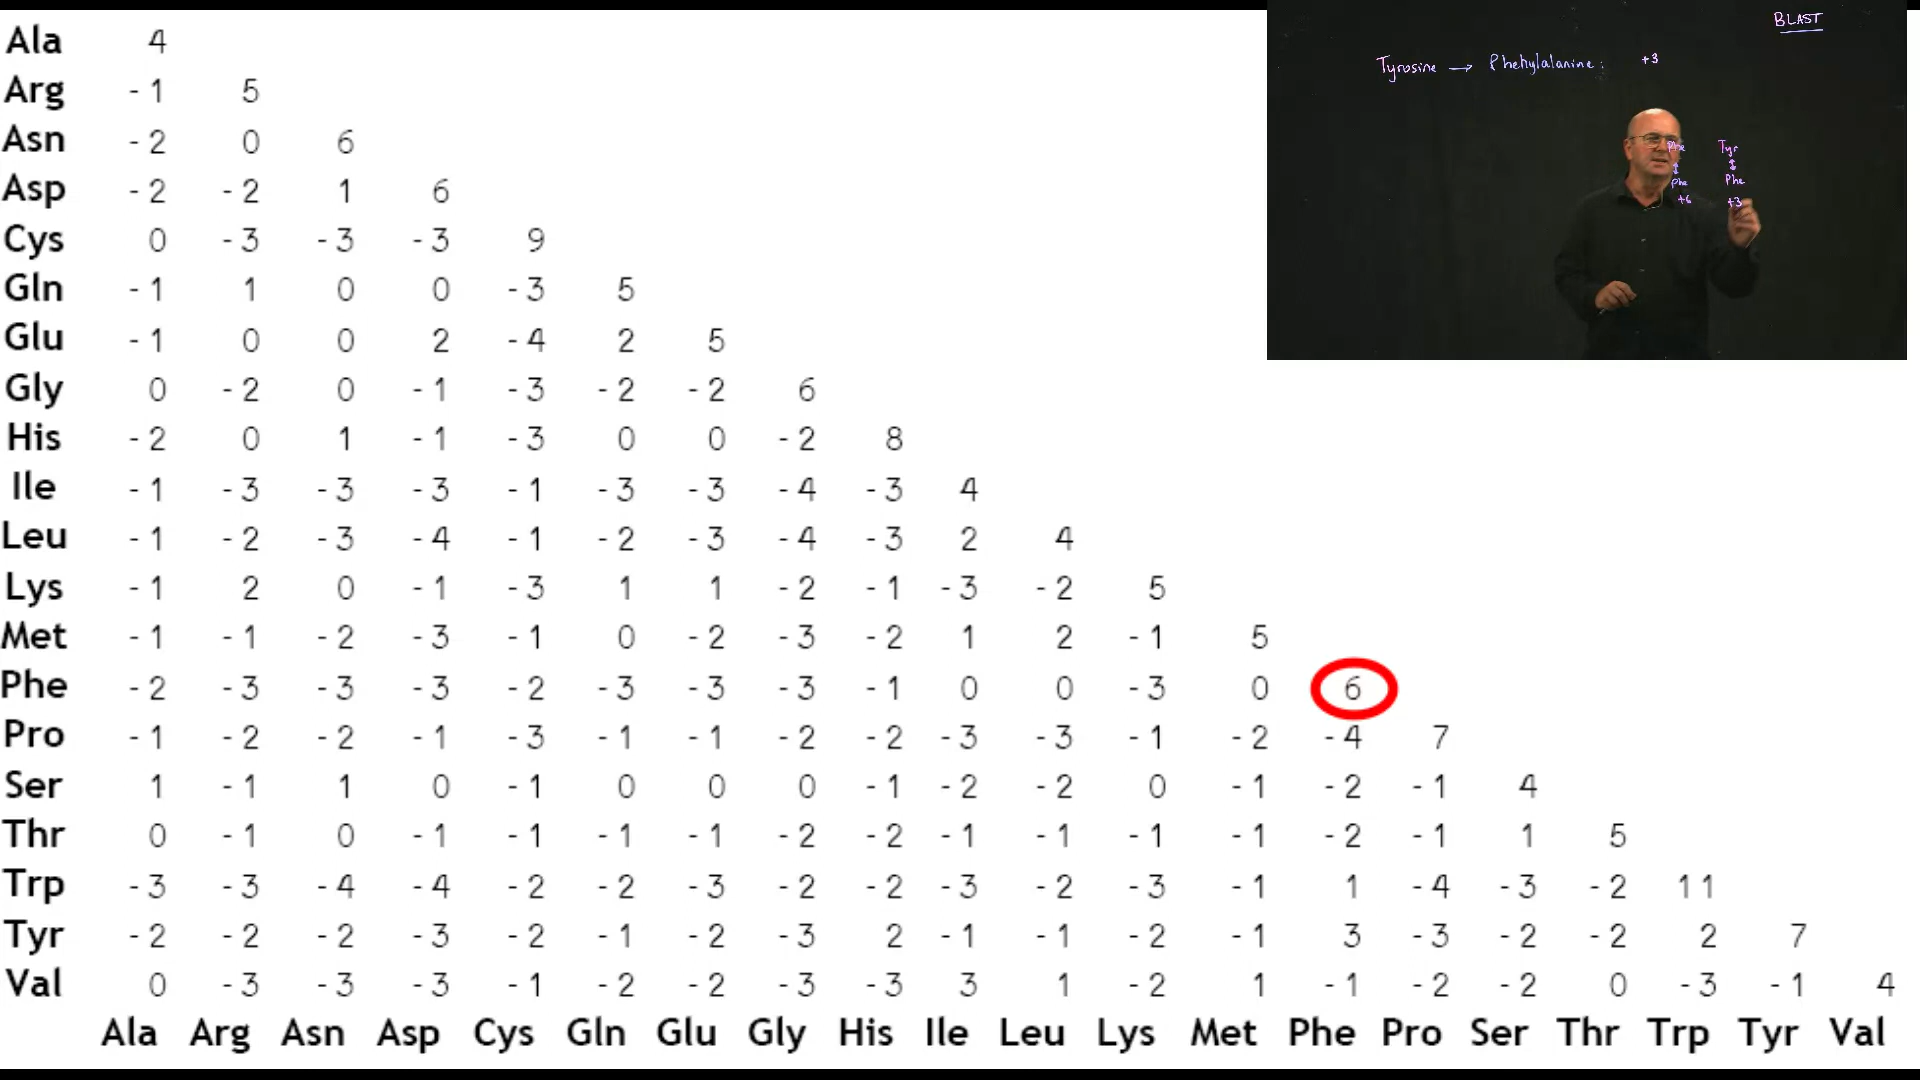 Ala 4
Arg - 1 5
Asn - 2 0 6
Asp - 2 - 2 1 6
Cys 0 - 3 - 3 - 3 9
Gln - 1 1 0 0 - 3 5
Glu - 1 0 0 2 - 4 2 5
Gly 0 - 2 0 - 1 - 3 - 2 - 2 6
His - 2 0 1 - 1 - 3 0 0 - 2 8
Ile - 1 - 3 - 3 - 3 - 1 - 3 - 3 - 4 - 3 4
Leu - 1 - 2 - 3 - 4 - 1 - 2 - 3 - 4 - 3 2 4
Lys - 1 2 0 - 1 - 3 1 1 - 2 - 1 - 3 - 2 5
Met - 1 - 1 - 2 - 3 - 1 0 - 2 - 3 - 2 1 2 - 1 5
Phe - 2 - 3 - 3 - 3 - 2 - 3 - 3 - 3 - 1 0 0 - 3 0 6
Pro - 1 - 2 - 2 - 1 - 3 - 1 - 1 - 2 - 2 - 3 - 3 - 1 - 2 - 4 7
Ser 1 - 1 1 0 - 1 0 0 0 - 1 - 2 - 2 0 - 1 - 2 - 1 4
Thr 0 - 1 0 - 1 - 1 - 1 - 1 - 2 - 2 - 1 - 1 - 1 - 1 - 2 - 1 1 5
Trp - 3 - 3 - 4 - 4 - 2 - 2 - 3 - 2 - 2 - 3 - 2 - 3 - 1 1 - 4 - 3 - 2 11
Tyr - 2 - 2 - 2 - 3 - 2 - 1 - 2 - 3 2 - 1 - 1 - 2 - 1 3 - 3 - 2 - 2 2 7
Val 0 - 3 - 3 - 3 - 1 - 2 - 2 - 3 - 3 3 1 - 2 1 - 1 - 2 - 2 0 - 3 - 1 4
Ala Arg Asn Asp Cys Gln Glu Gly His Ile Leu Lys Met Phe Pro Ser Thr Trp Tyr Val
BLAST
Tyrosine → Phenylalanine: +3
Phe Tyr
↕ ↕
Phe Phe
+6 +3